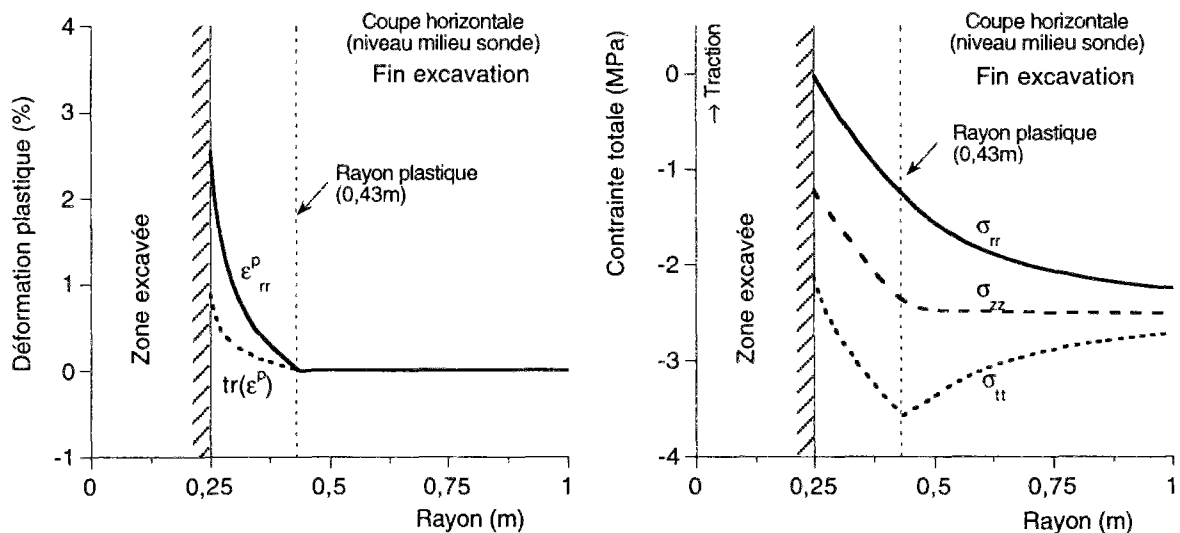 Déformation plastique (%)
4
3
2
1
0
-1
Coupe horizontale
(niveau milieu sonde)
Fin excavation
Rayon plastique
(0,43m)
Zone excavée
ε^p_rr
tr(ε^p)
0
0,25
0,5
0,75
1
Rayon (m)
Contrainte totale (MPa)
0
-1
-2
-3
-4
→ Traction
Coupe horizontale
(niveau milieu sonde)
Fin excavation
Rayon plastique
(0,43m)
Zone excavée
σ_rr
σ_zz
σ_tt
0
0,25
0,5
0,75
1
Rayon (m)